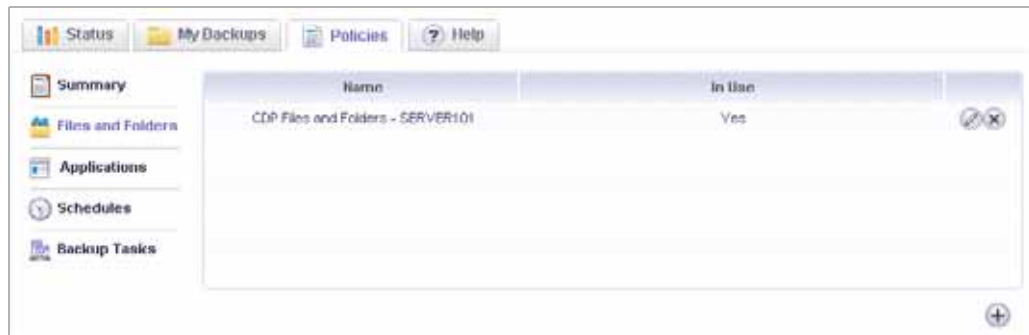 Status My Backups Policies ? Help
Summary
Name In Use
CDP Files and Folders - SERVER101 Yes
Files and Folders
Applications
Schedules
Backup Tasks